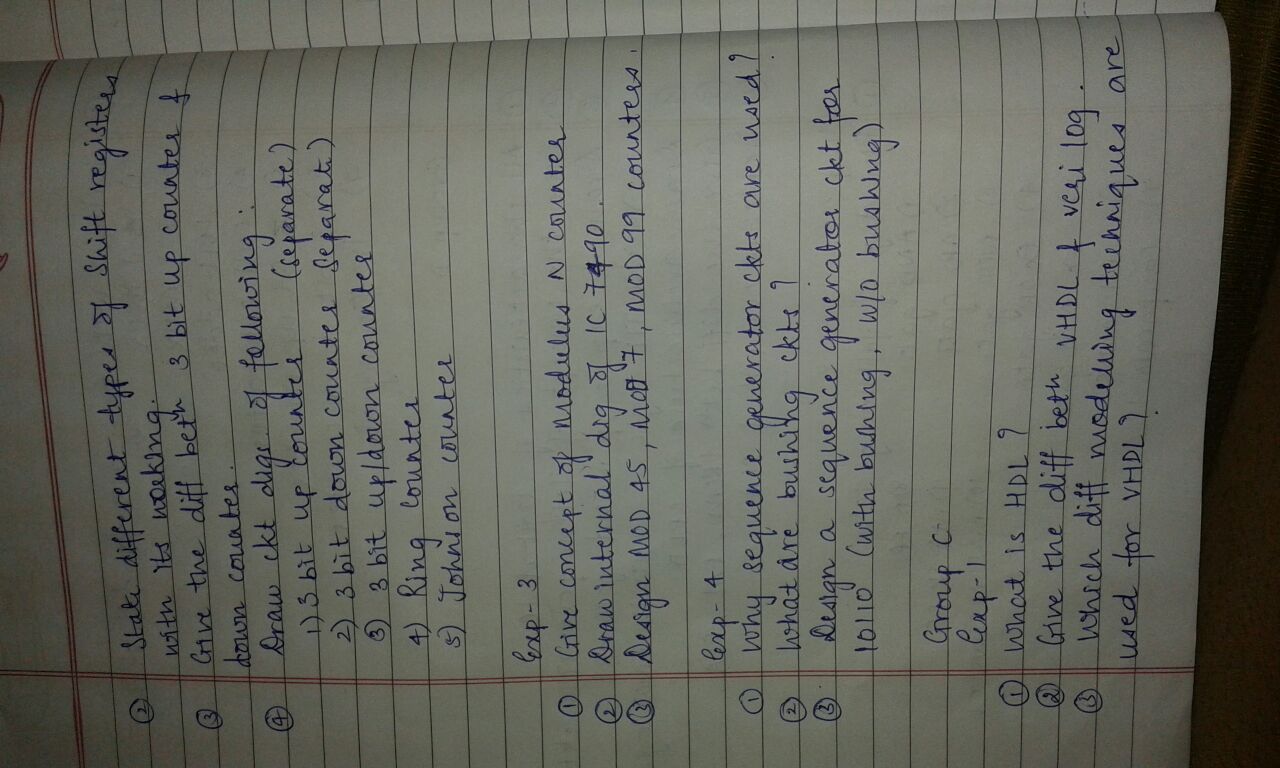 ② State different types of Shift registers
with its working.
③ Give the diff betn 3 bit up counter &
down counter.
④ Draw ckt digs. of following :
1) 3 bit up counter (separate)
2) 3 bit down counter Separate)
3) 3 bit up/down counter
4) Ring counter
5) Johnson counter
Exp - 3
① Give concept of Modulus N counter
② Draw internal dig of IC 7490.
③ Design MOD 45, MOD 7, MOD 99 counters.
Exp - 4
① Why sequence generator ckts are used?
② What are bushing ckts?
③ Design a sequence generator ckt for
10110 (with bushing, w/o bushing)
Group C
Exp-1
① What is HDL?
② Give the diff betn VHDL & veri log.
③ Which diff modelling techniques are
used for VHDL?